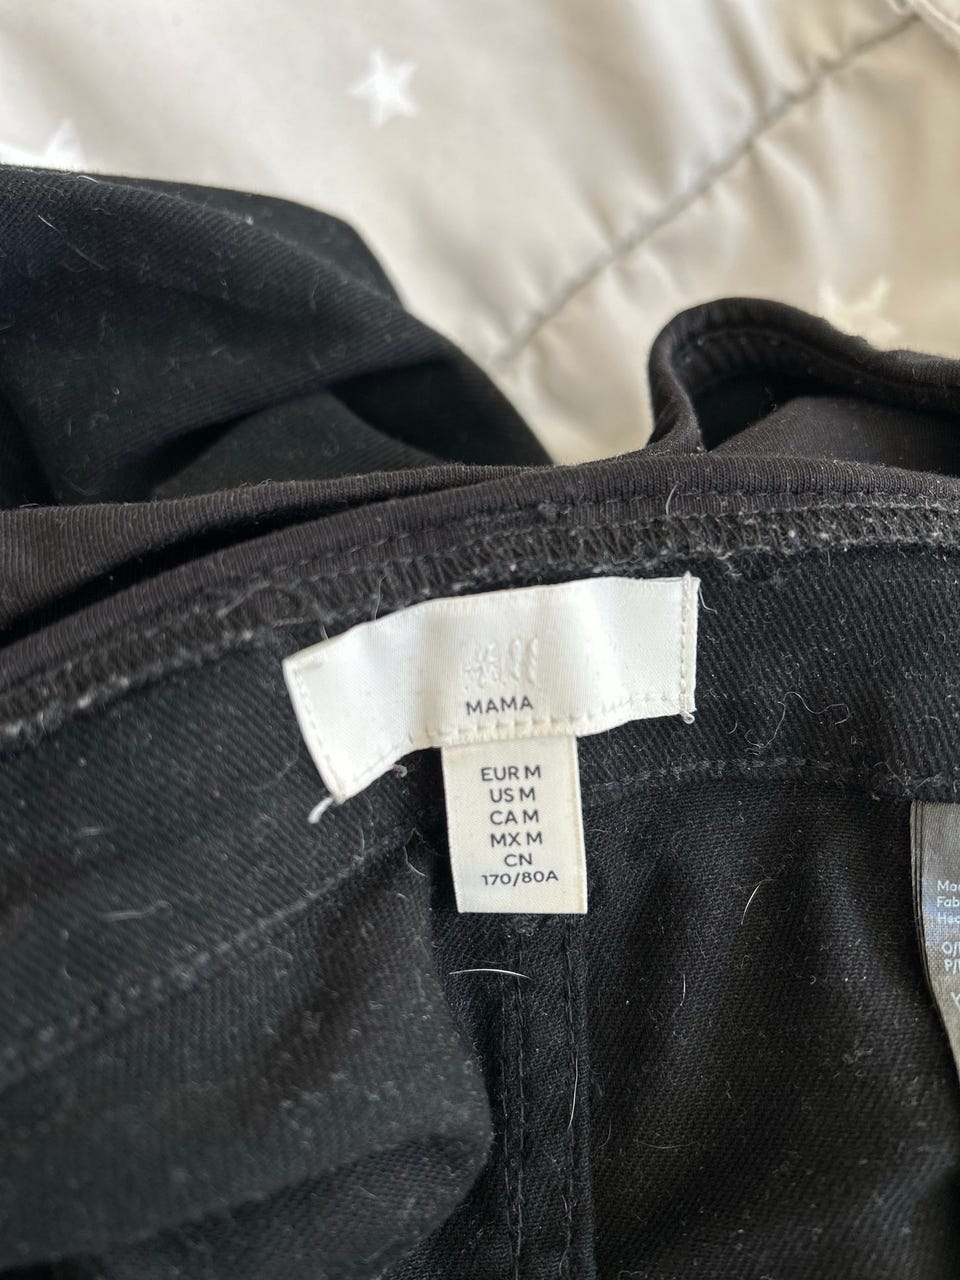 H&M
MAMA
EUR M
US M
CA M
MX M
CN
170/80A
O/
P/